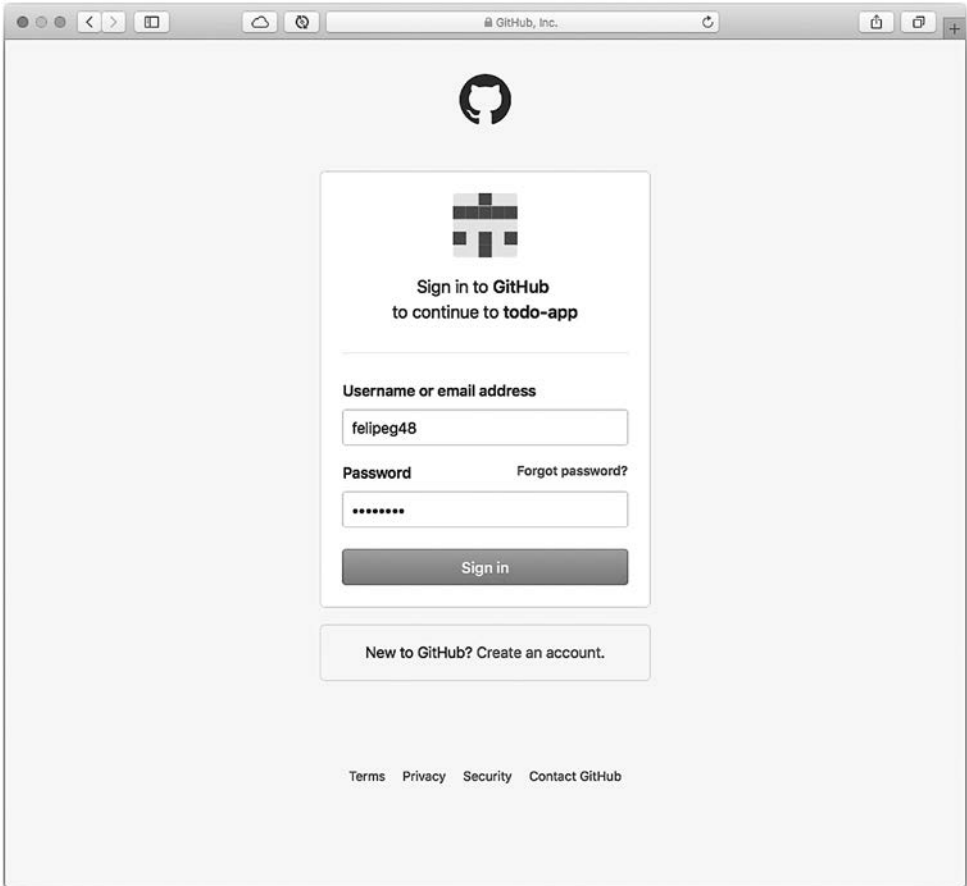 GitHub, Inc.
Sign in to GitHub
to continue to todo-app
Username or email address
felipeg48
Password Forgot password?
••••••••
Sign in
New to GitHub? Create an account.
Terms Privacy Security Contact GitHub